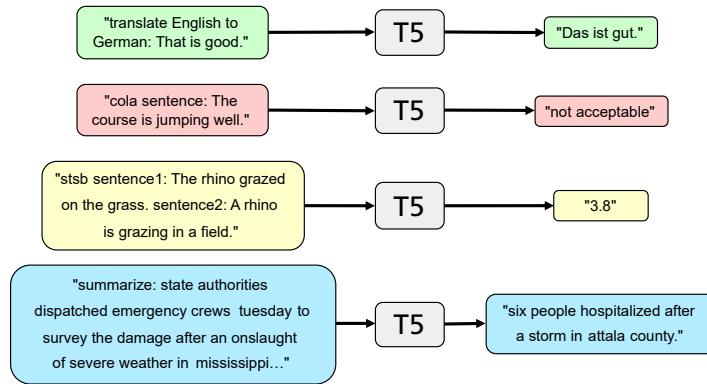 "translate English to
German: That is good."
T5
"Das ist gut."
"cola sentence: The
course is jumping well."
T5
"not acceptable"
"stsb sentence1: The rhino grazed
on the grass. sentence2: A rhino
is grazing in a field."
T5
"3.8"
"summarize: state authorities
dispatched emergency crews tuesday to
survey the damage after an onslaught
of severe weather in mississippi…"
T5
"six people hospitalized after
a storm in attala county."